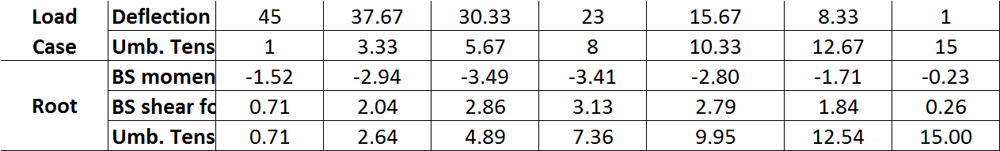 Load Deflection 45 37.67 30.33 23 15.67 8.33 1
Case Umb. Tens 1 3.33 5.67 8 10.33 12.67 15
BS momen -1.52 -2.94 -3.49 -3.41 -2.80 -1.71 -0.23
Root BS shear fo 0.71 2.04 2.86 3.13 2.79 1.84 0.26
Umb. Tens 0.71 2.64 4.89 7.36 9.95 12.54 15.00